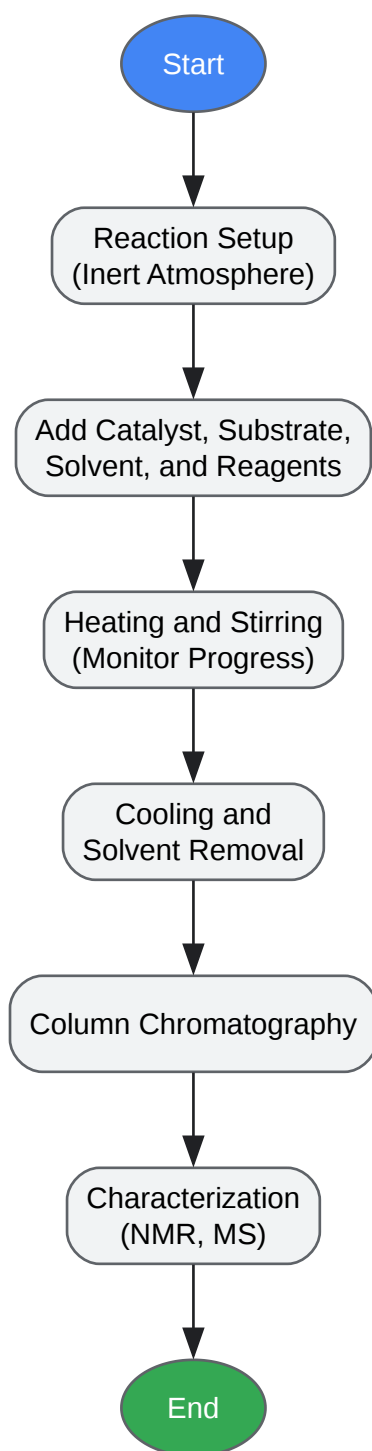 Start
Reaction Setup
(Inert Atmosphere)
Add Catalyst, Substrate,
Solvent, and Reagents
Heating and Stirring
(Monitor Progress)
Cooling and
Solvent Removal
Column Chromatography
Characterization
(NMR, MS)
End